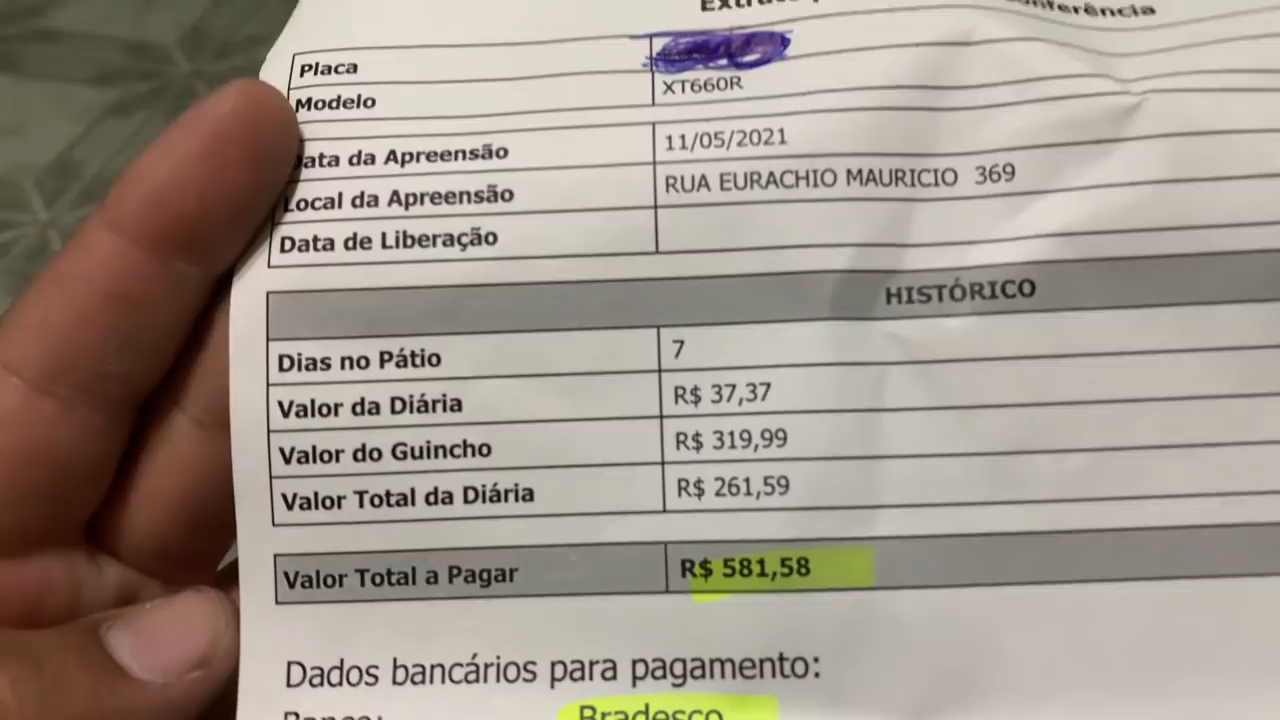 Placa
Modelo XT660R
ata da Apreensão 11/05/2021
Local da Apreensão RUA EURACHIO MAURICIO 369
Data de Liberação
HISTÓRICO
Dias no Pátio 7
Valor da Diária R$ 37,37
Valor do Guincho R$ 319,99
Valor Total da Diária R$ 261,59
Valor Total a Pagar R$ 581,58
Dados bancários para pagamento:
Banco: Bradesco